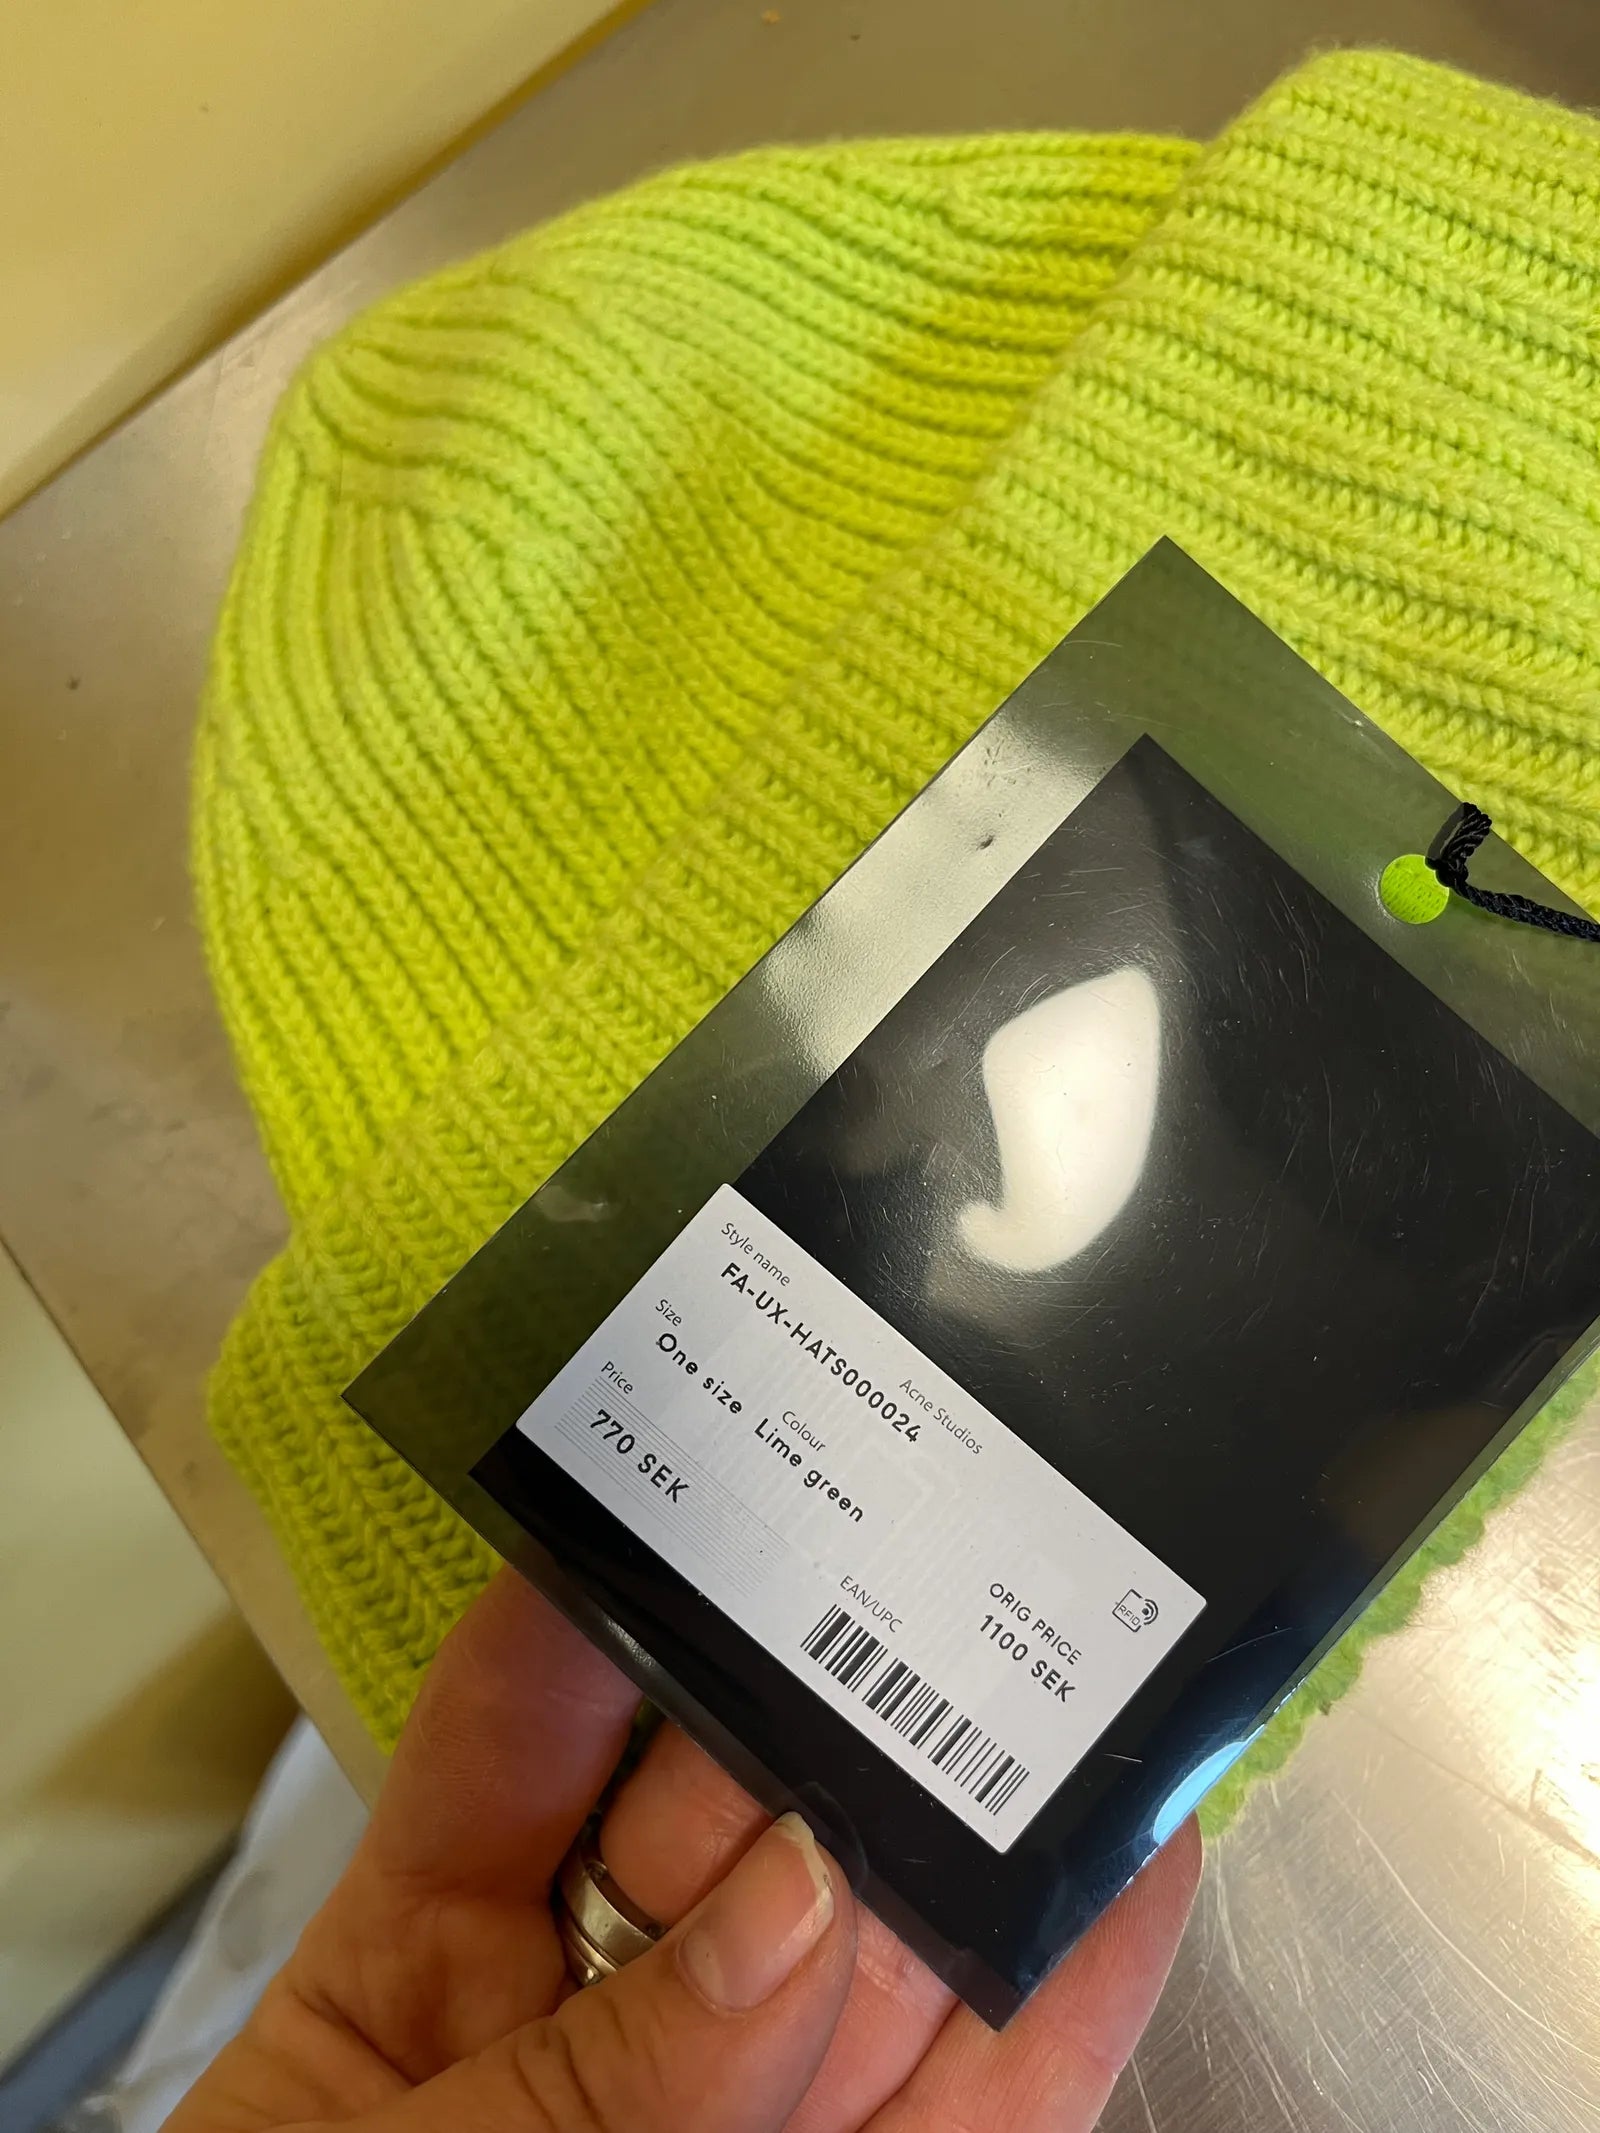 Style name
Acne Studios
FA-UX-HATS000024
Size
Colour
One size
Lime green
Price
770 SEK
EAN/UPC
ORIG PRICE
1100 SEK
RFID